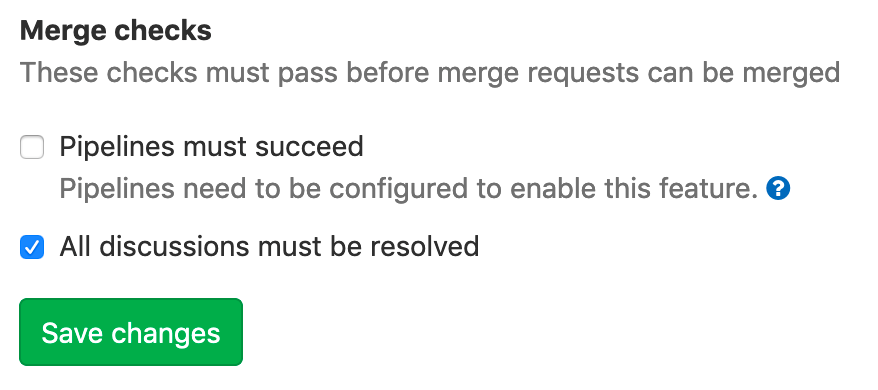 Merge checks
These checks must pass before merge requests can be merged
Pipelines must succeed
Pipelines need to be configured to enable this feature. ?
All discussions must be resolved
Save changes